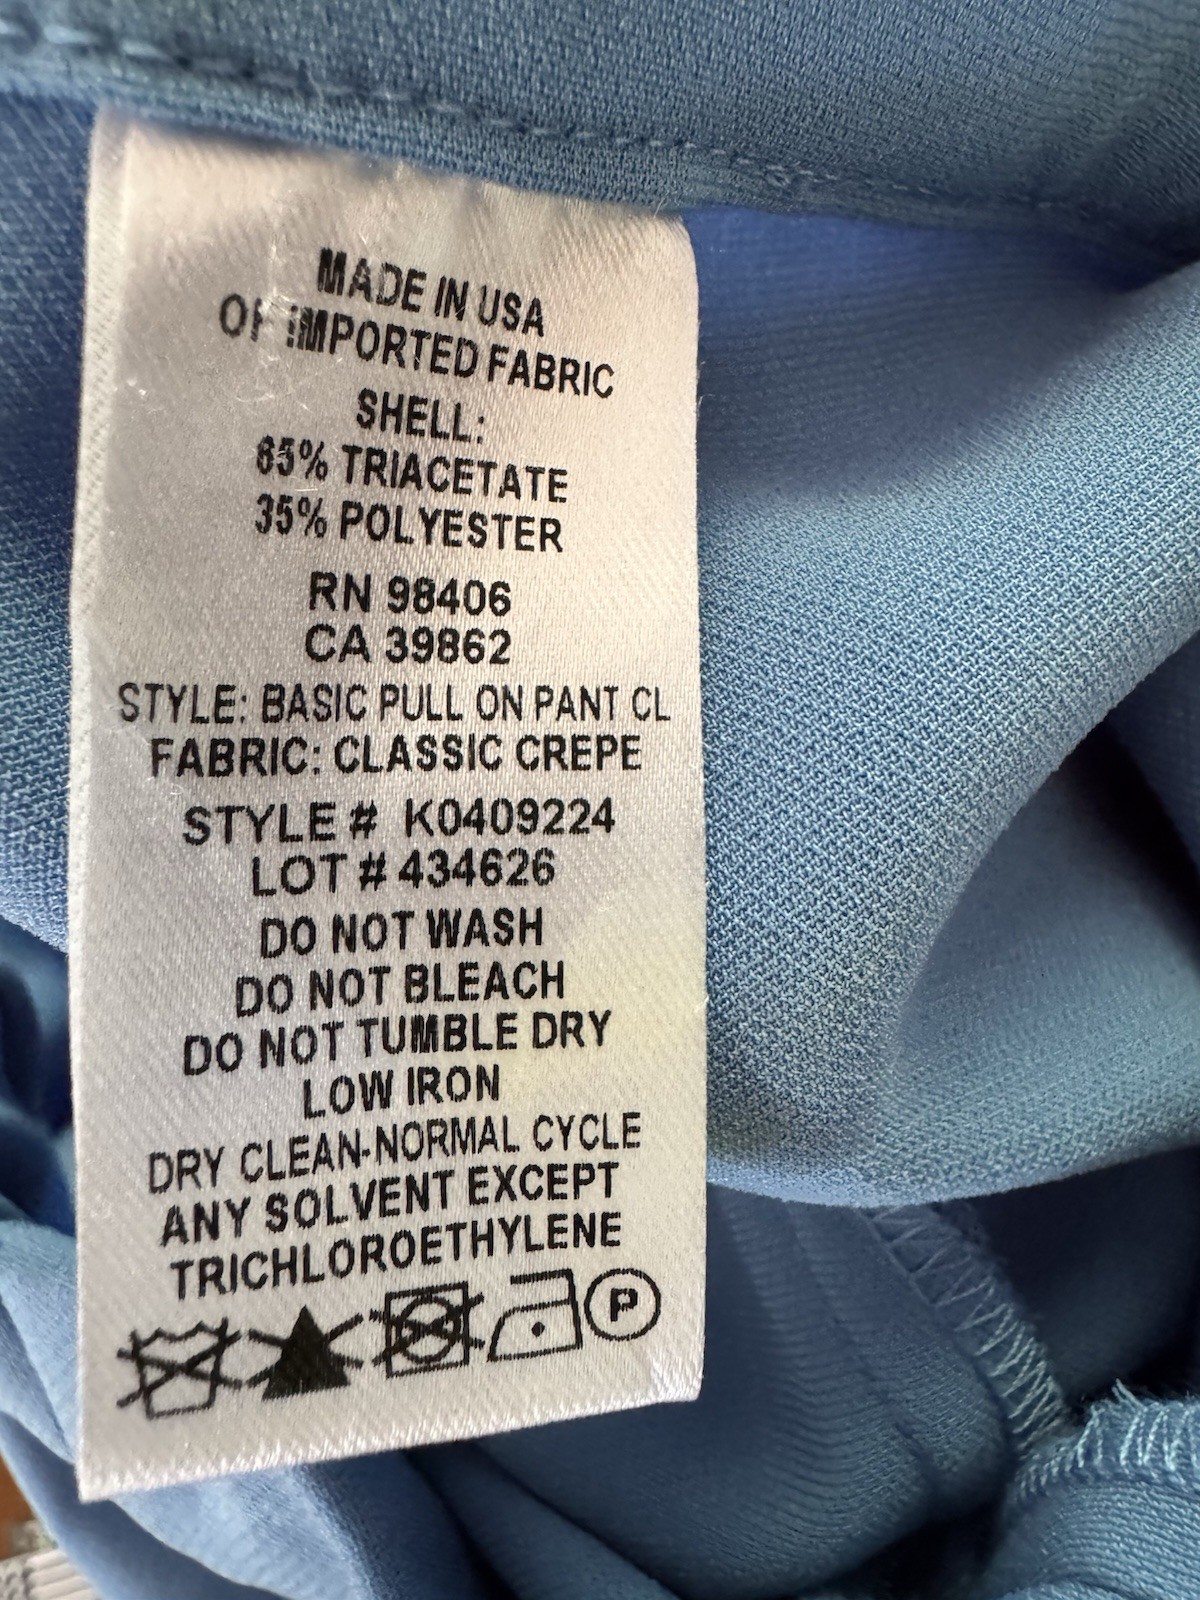 MADE IN USA
OF IMPORTED FABRIC
SHELL:
65% TRIACETATE
35% POLYESTER
RN 98406
CA 39862
STYLE: BASIC PULL ON PANT CL
FABRIC: CLASSIC CREPE
STYLE # K0409224
LOT # 434626
DO NOT WASH
DO NOT BLEACH
DO NOT TUMBLE DRY
LOW IRON
DRY CLEAN-NORMAL CYCLE
ANY SOLVENT EXCEPT
TRICHLOROETHYLENE
P